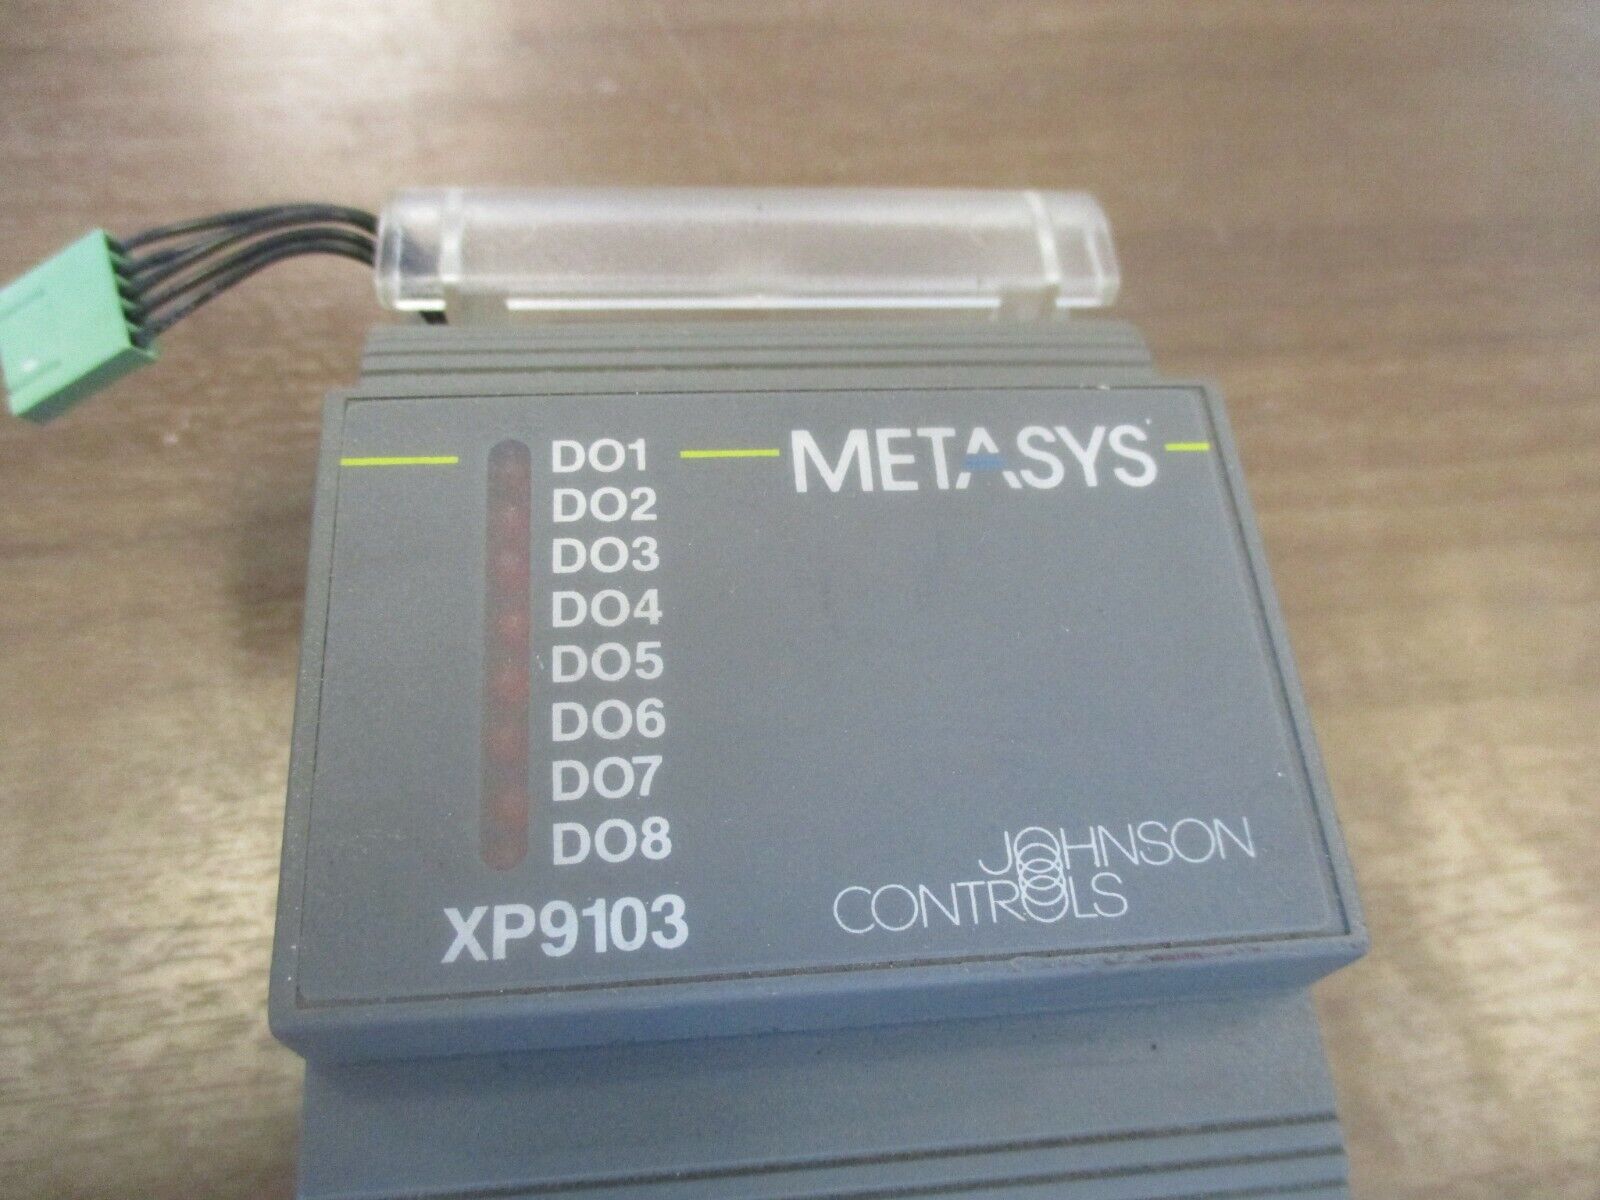 DO1
DO2
DO3
DO4
DO5
DO6
DO7
DO8
XP9103
METASYS
JOHNSON
CONTROLS